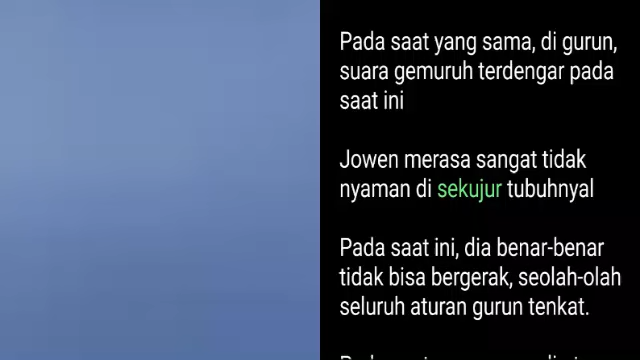 Pada saat yang sama, di gurun,
suara gemuruh terdengar pada
saat ini
Jowen merasa sangat tidak
nyaman di sekujur tubuhnyal
Pada saat ini, dia benar-benar
tidak bisa bergerak, seolah-olah
seluruh aturan gurun tenkat.